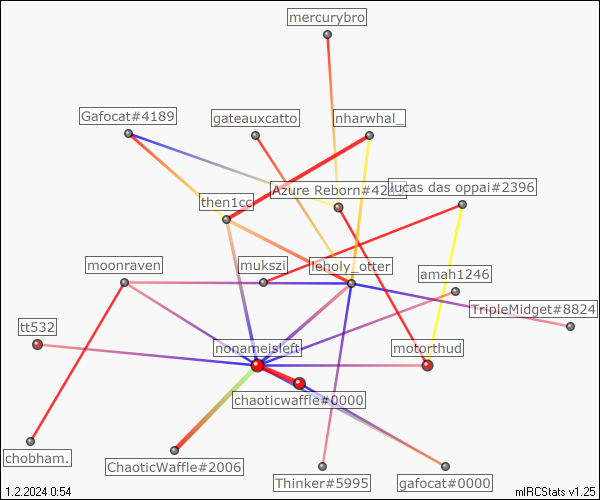 mercurybro
Gafocat#4189
gateauxcatto
nharwhal_
Azure Reborn#4245
lucas das oppai#2396
then1cc
moonraven
mukszi
leholy_otter
amah1246
TripleMidget#8824
tt532
nonameisleft
motorthud
chaoticwaffle#0000
chobham.
ChaoticWaffle#2006
Thinker#5995
gafocat#0000
1.2.2024 0:54
mIRCStats v1.25